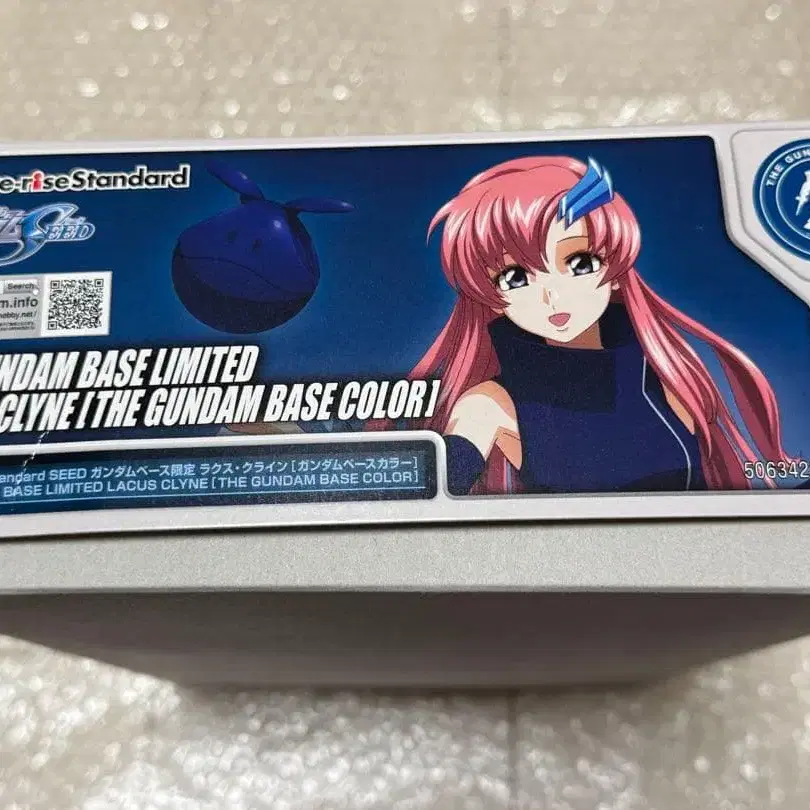 e-riseStandard
SEED
Search
m.info
hobby.net/
NDAM BASE LIMITED
CLYNE [THE GUNDAM BASE COLOR]
andard SEED ガンダムベース限定 ラクス・クライン [ガンダムベースカラー]
BASE LIMITED LACUS CLYNE [THE GUNDAM BASE COLOR]
THE GUN
506342